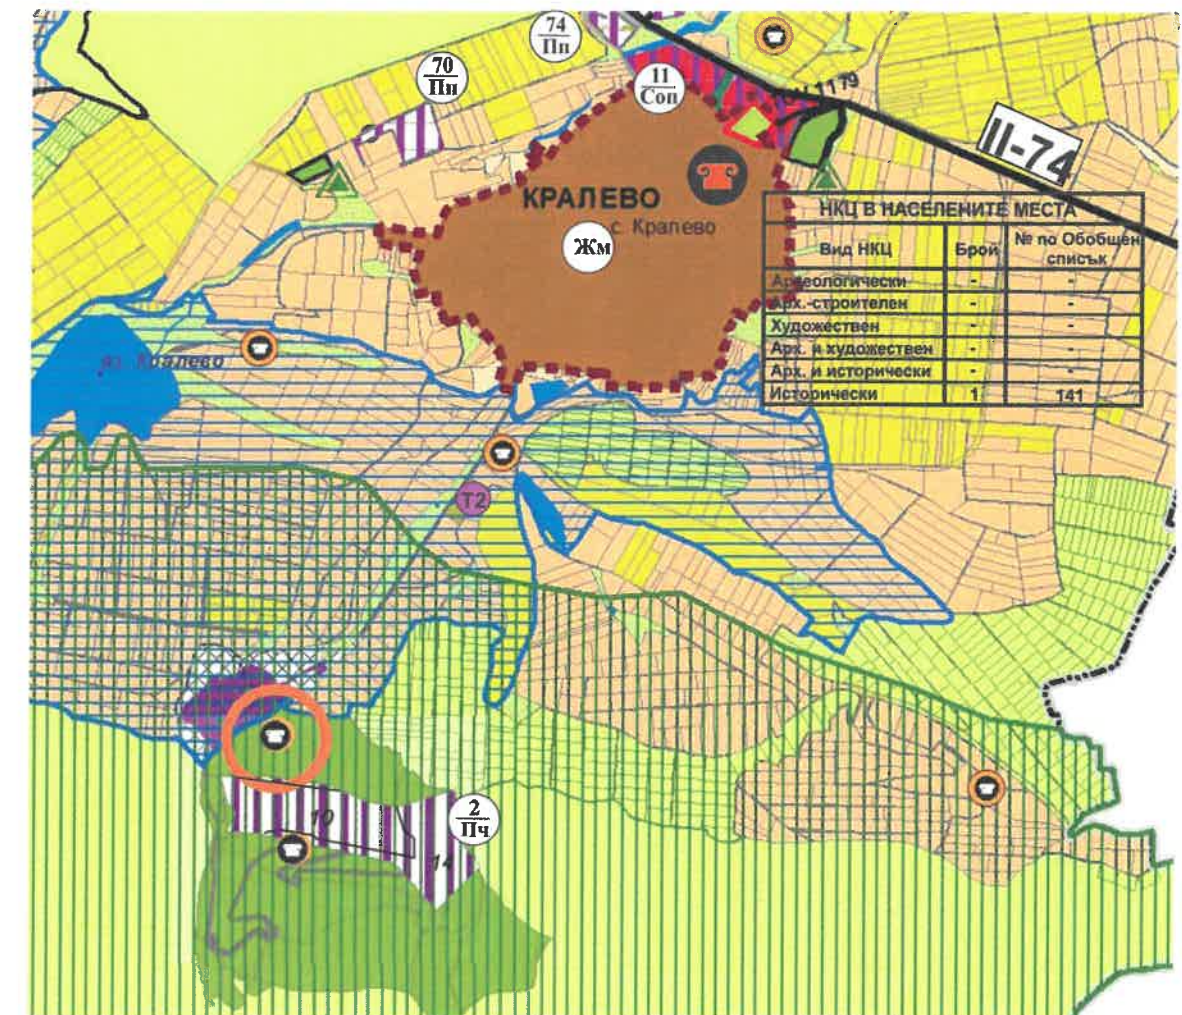 74
Пп
70
Пп
11
Соп
1179
II-74
КРАЛЕВО
с. Кралево
Жм
НКЦ В НАСЕЛЕНИТЕ МЕСТА
Вид НКЦ Брой № по Обобщен списък
Археологически - -
Арх.-строителен - -
Художествен - -
Арх. и художествен - -
Арх. и исторически - -
Исторически 1 141
яз. Кралево
Т2
2
Пч
10
14